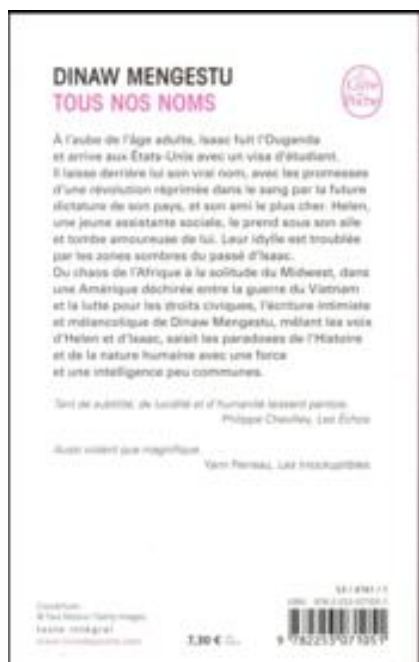 DINAW MENGESTU
TOUS NOS NOMS
Le Livre de Poche
À l'aube de l'âge adulte, Isaac fuit l'Ouganda
et arrive aux États-Unis avec un visa d'étudiant.
Il laisse derrière lui son vrai nom, avec les promesses
d'une révolution réprimée dans le sang par la future
dictature de son pays, et son ami le plus cher. Helen,
une jeune assistante sociale, le prend sous son aile
et tombe amoureuse de lui. Leur idylle est troublée
par les zones sombres du passé d'Isaac.
Du chaos de l'Afrique à la solitude du Midwest, dans
une Amérique déchirée entre la guerre du Vietnam
et la lutte pour les droits civiques, l'écriture intimiste
et mélancolique de Dinaw Mengestu, mêlant les voix
d'Helen et d'Isaac, saisit les paradoxes de l'Histoire
et de la nature humaine avec une force
et une intelligence peu communes.
Tant de subtilité, de lucidité et d'humanité laissent pantois.
Philippe Chevilley, Les Échos
Aussi violent que magnifique.
Yann Perreau, Les Inrockuptibles
Couverture :
texte intégral
7,30 €
9 782253 071051